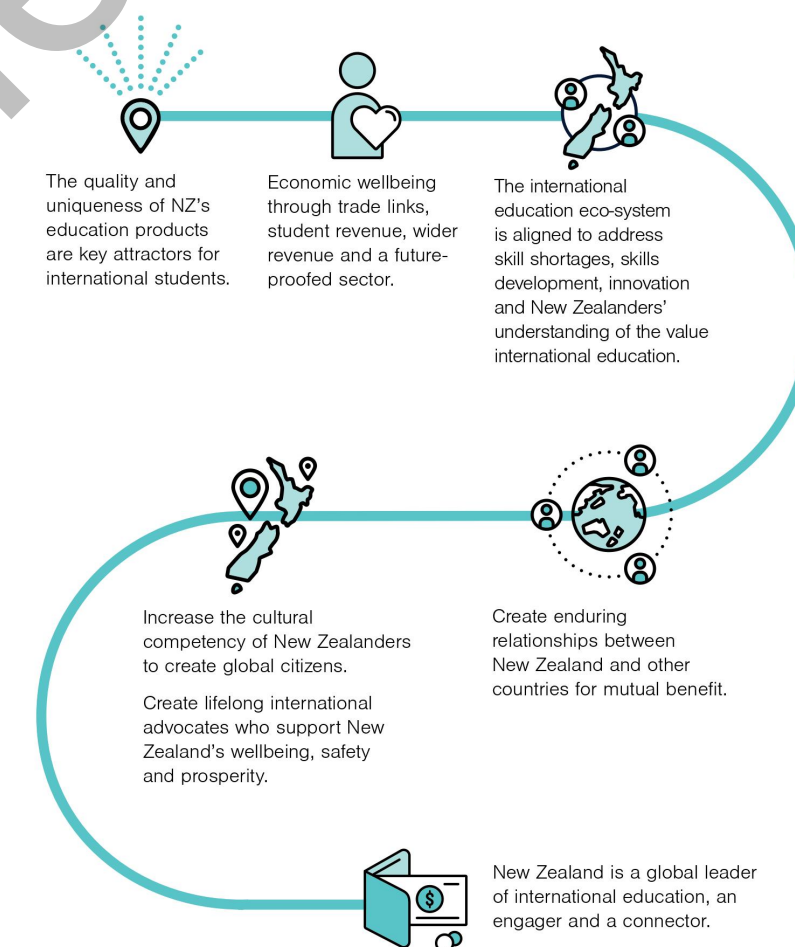 The quality and
uniqueness of NZ's
education products
are key attractors for
international students.
Economic wellbeing
through trade links,
student revenue, wider
revenue and a future-
proofed sector.
The international
education eco-system
is aligned to address
skill shortages, skills
development, innovation
and New Zealanders'
understanding of the value
international education.
Increase the cultural
competency of New Zealanders
to create global citizens.
Create lifelong international
advocates who support New
Zealand's wellbeing, safety
and prosperity.
Create enduring
relationships between
New Zealand and other
countries for mutual benefit.
$
New Zealand is a global leader
of international education, an
engager and a connector.